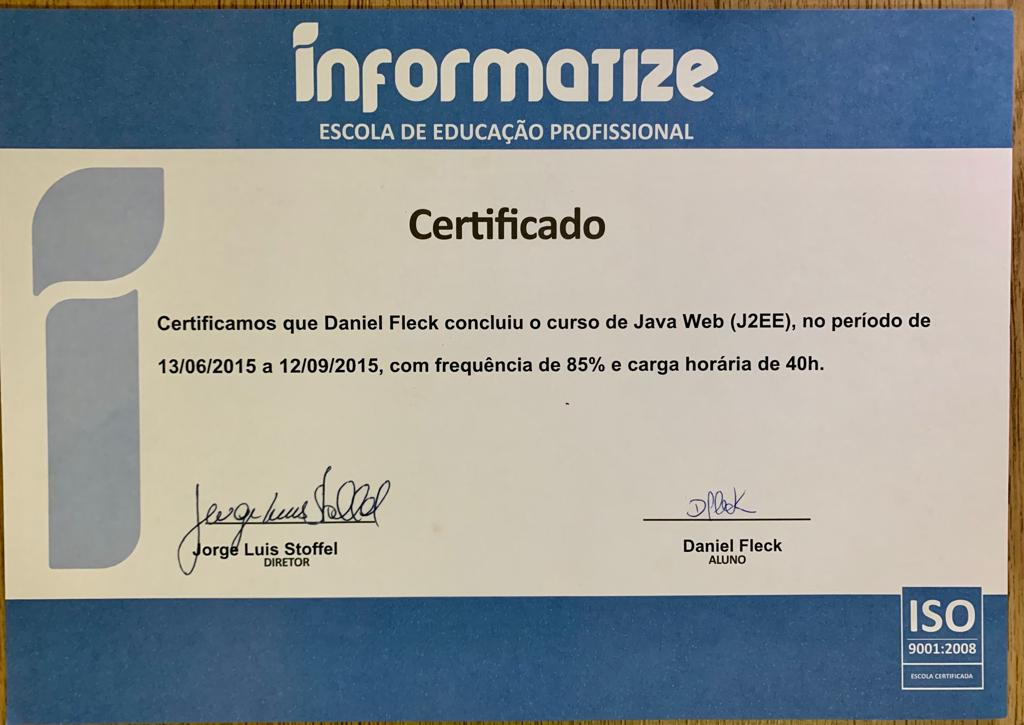 informatize
ESCOLA DE EDUCAÇÃO PROFISSIONAL
Certificado
Certificamos que Daniel Fleck concluiu o curso de Java Web (J2EE), no período de
13/06/2015 a 12/09/2015, com frequência de 85% e carga horária de 40h.
Jorge Luis Stoffel
DFleck
Jorge Luis Stoffel
DIRETOR
Daniel Fleck
ALUNO
ISO
9001:2008
ESCOLA CERTIFICADA